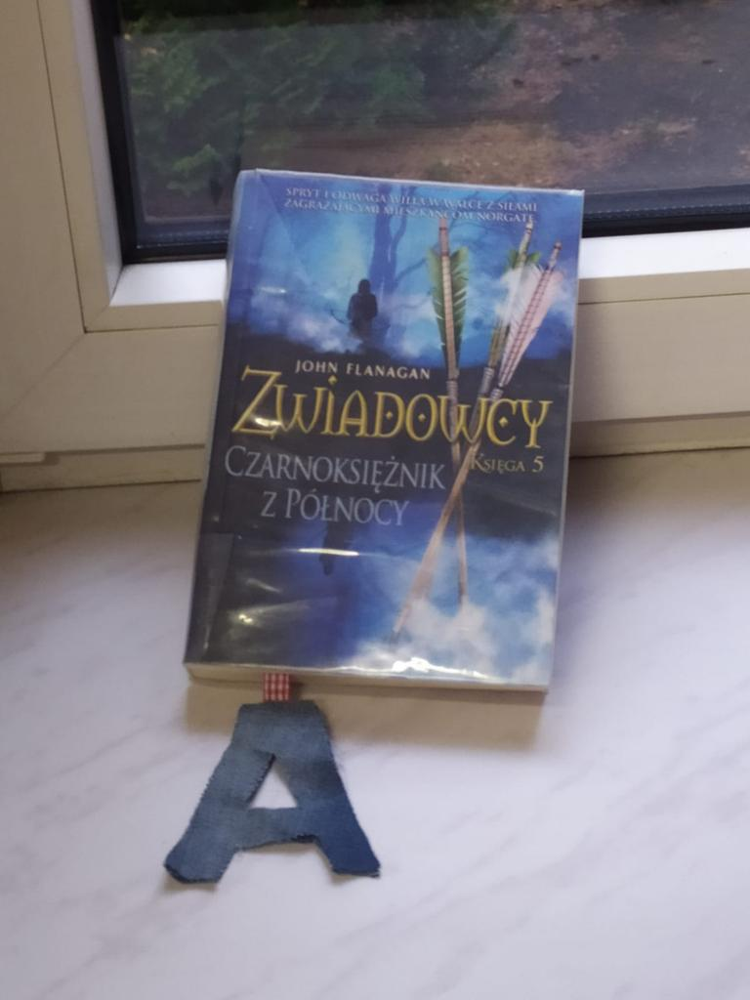 SPRYT I ODWAGA WILLA W WALCE Z SIŁAMI
ZAGRAŻAJĄCYMI MIESZKAŃCOM NORGATE
JOHN FLANAGAN
ZWIADOWCY
KSIĘGA 5
CZARNOKSIĘŻNIK
Z PÓŁNOCY
A